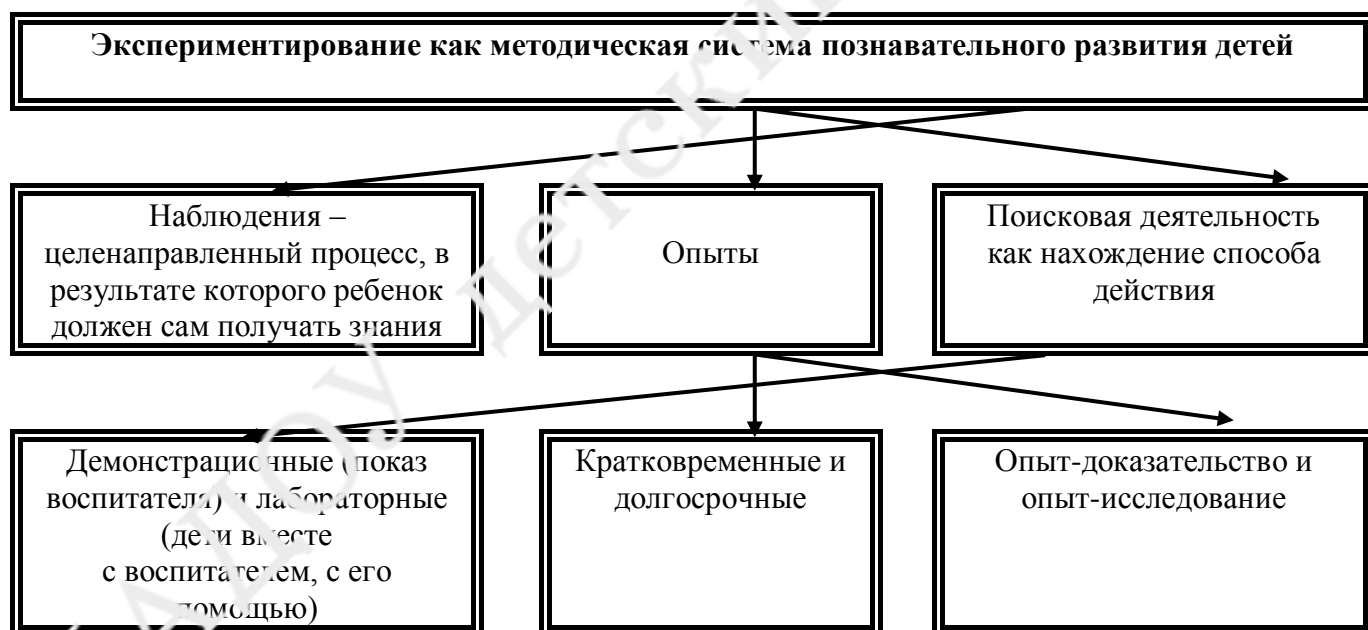 Экспериментирование как методическая система познавательного развития детей
Наблюдения –
целенаправленный процесс, в
результате которого ребенок
должен сам получать знания
Опыты
Поисковая деятельность
как нахождение способа
действия
Демонстрационные (показ
воспитателя) и лабораторные
(дети вместе
с воспитателем, с его
помощью)
Кратковременные и
долгосрочные
Опыт-доказательство и
опыт-исследование
АДОУ детски